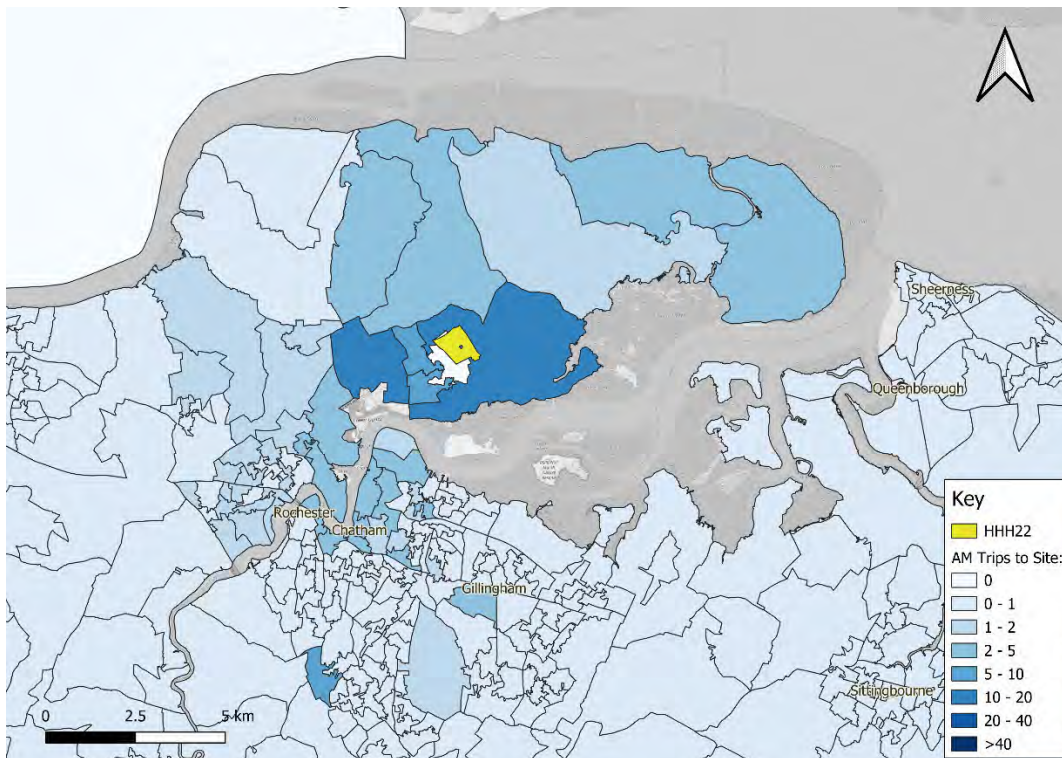 Sheerness
Queenborough
Rochester
Chatham
Gillingham
Sittingbourne
Key
HHH22
AM Trips to Site:
0
0 - 1
1 - 2
2 - 5
5 - 10
10 - 20
20 - 40
>40
0 2.5 5 km